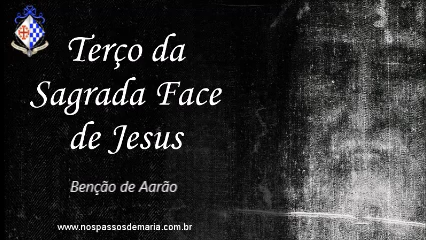 Terço da
Sagrada Face
de Jesus
Benção de Aarão
www.nospassosdemaria.com.br